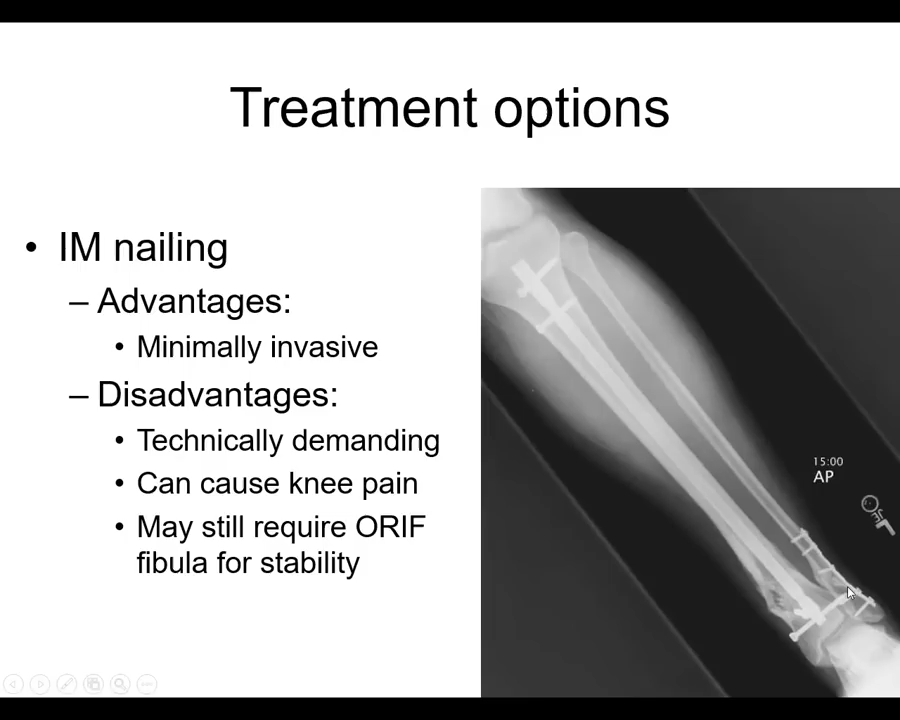 Treatment options
• IM nailing
– Advantages:
• Minimally invasive
– Disadvantages:
• Technically demanding
• Can cause knee pain
• May still require ORIF
fibula for stability
15:00
AP